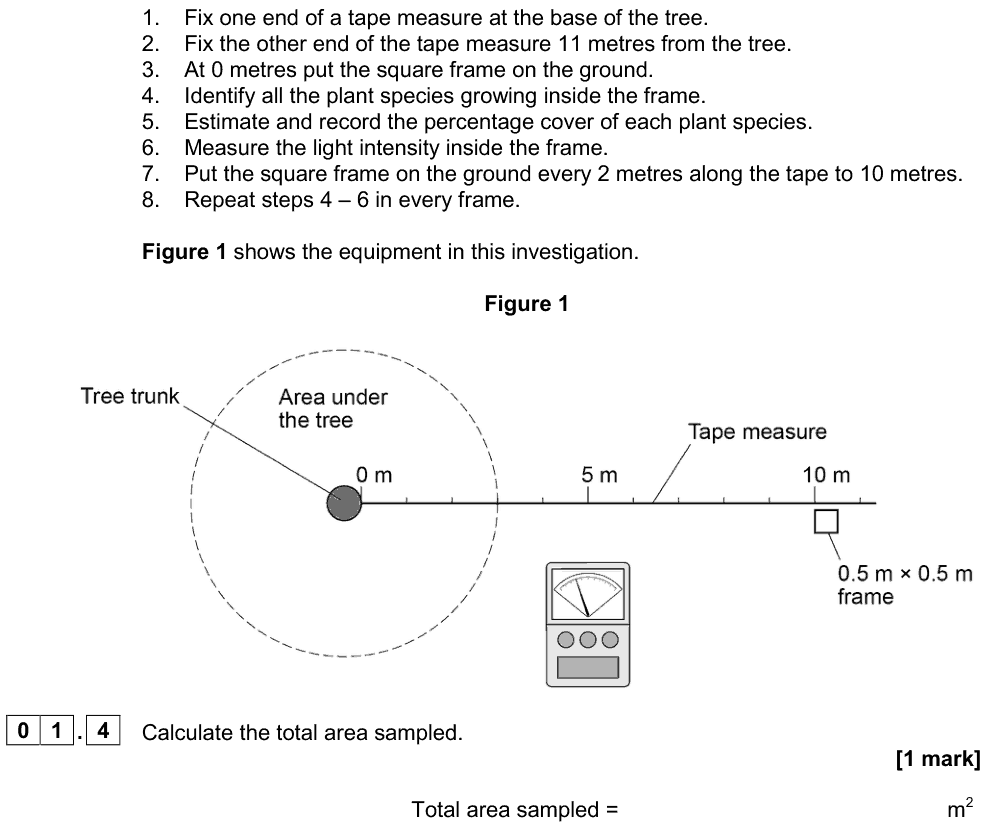 1. Fix one end of a tape measure at the base of the tree.
2. Fix the other end of the tape measure 11 metres from the tree.
3. At 0 metres put the square frame on the ground.
4. Identify all the plant species growing inside the frame.
5. Estimate and record the percentage cover of each plant species.
6. Measure the light intensity inside the frame.
7. Put the square frame on the ground every 2 metres along the tape to 10 metres.
8. Repeat steps 4 – 6 in every frame.
Figure 1 shows the equipment in this investigation.
Figure 1
Tree trunk
Area under
the tree
Tape measure
0 m
5 m
10 m
0.5 m × 0.5 m
frame
0 1 . 4 Calculate the total area sampled.
[1 mark]
Total area sampled = m²